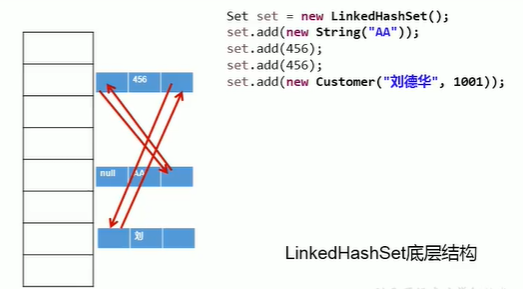 Set set = new LinkedHashSet();
set.add(new String("AA"));
set.add(456);
set.add(456);
set.add(new Customer("刘德华", 1001));
456
null AA
LinkedHashSet底层结构